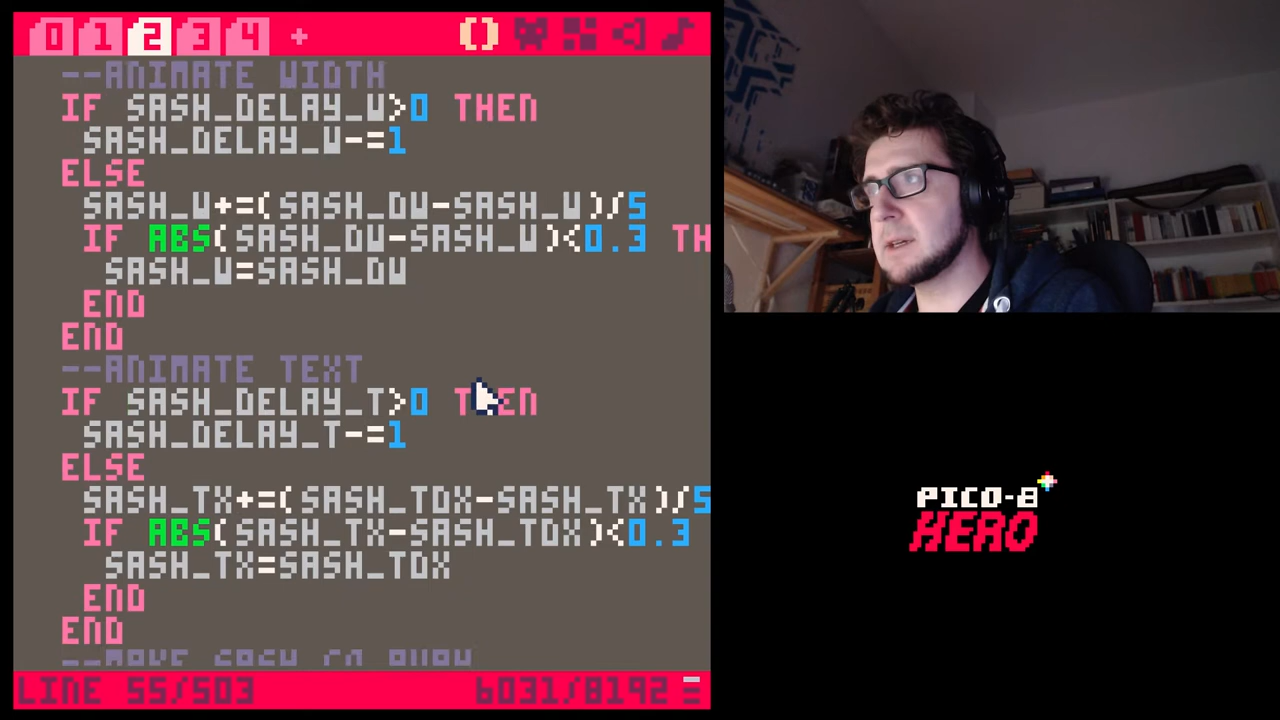 0 1 2 3 4 +
--ANIMATE WIDTH
IF SASH_DELAY_W>0 THEN
SASH_DELAY_W-=1
ELSE
SASH_W+=(SASH_DW-SASH_W)/5
IF ABS(SASH_DW-SASH_W)<0.3 TH
SASH_W=SASH_DW
END
END
--ANIMATE TEXT
IF SASH_DELAY_T>0 THEN
SASH_DELAY_T-=1
ELSE
SASH_TX+=(SASH_TDX-SASH_TX)/5
IF ABS(SASH_TX-SASH_TDX)<0.3
SASH_TX=SASH_TDX
END
END
LINE 55/503 6031/8192
PICO-8
HERO